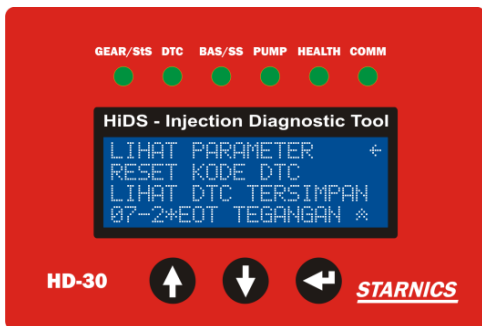 GEAR/StS DTC BAS/SS PUMP HEALTH COMM
HiDS - Injection Diagnostic Tool
LIHAT PARAMETER ←
RESET KODE DTC
LIHAT DTC TERSIMPAN
07-2*EOT TEGANGAN
HD-30
STARNICS